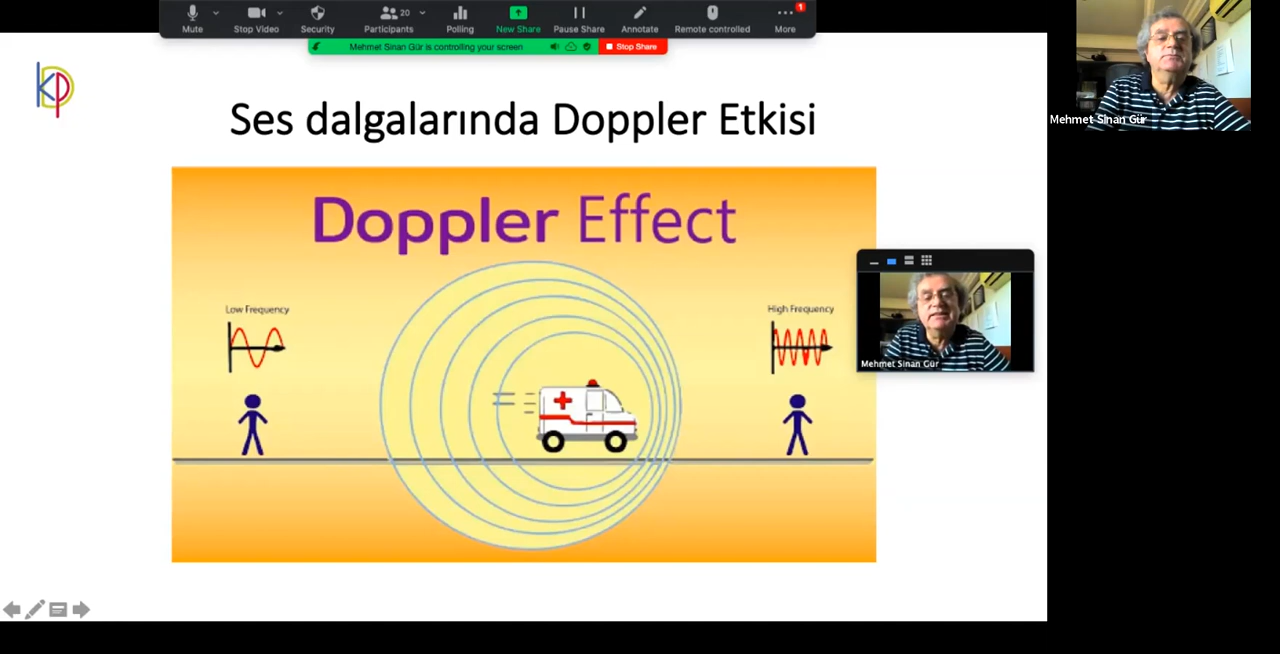 Mute
Stop Video
Security
Participants
20
Polling
New Share
Pause Share
Annotate
Remote controlled
More
1
Mehmet Sinan Gür is controlling your screen
Stop Share
Mehmet Sinan Gür
kp
Ses dalgalarında Doppler Etkisi
Doppler Effect
Low Frequency
High Frequency
Mehmet Sinan Gür